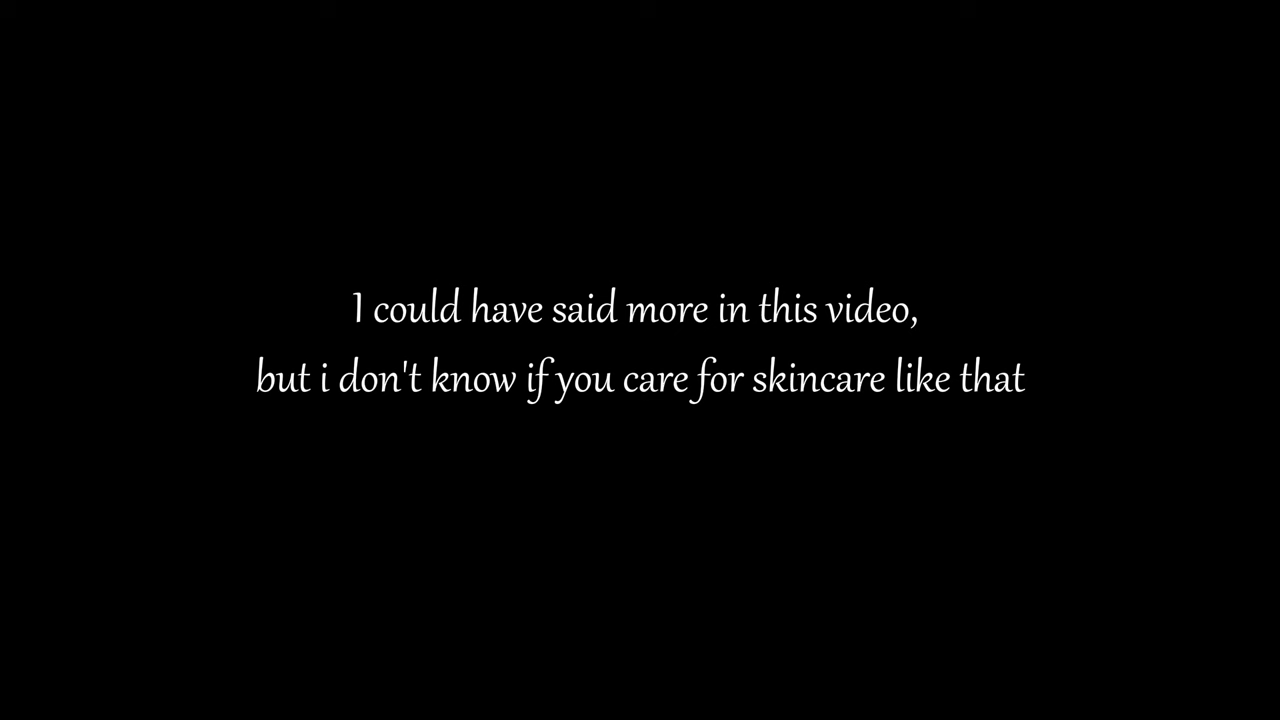 I could have said more in this video,
but i don't know if you care for skincare like that